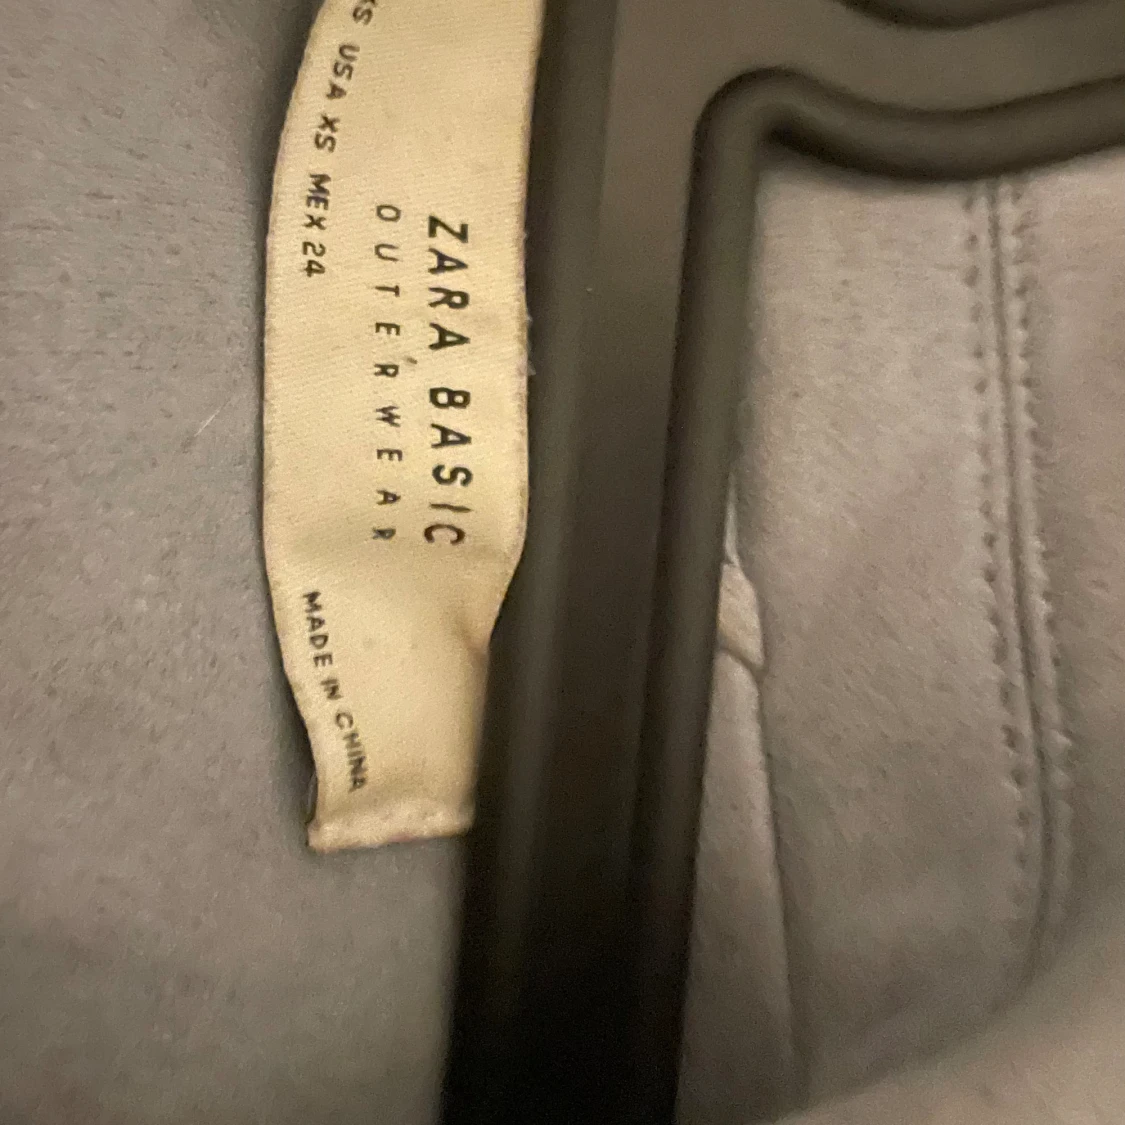 ZARA BASIC
OUTERWEAR
USA XS MEX 24
MADE IN CHINA